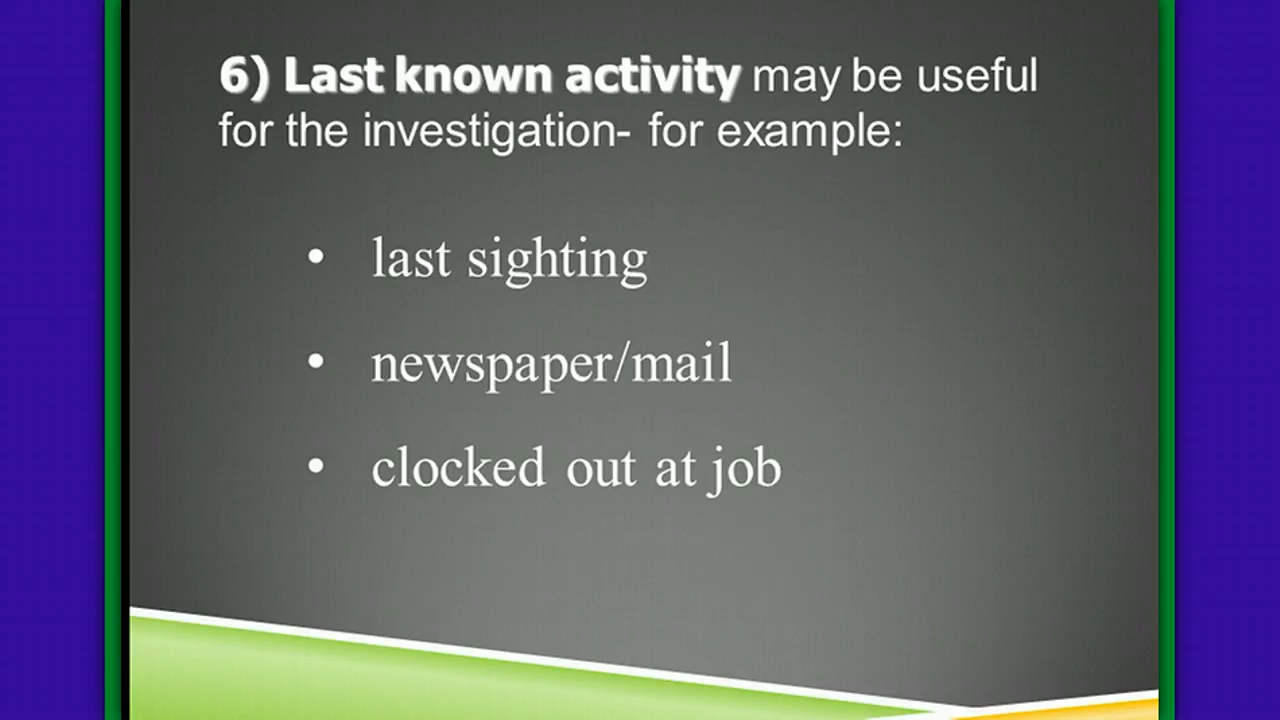 6) Last known activity may be useful
for the investigation- for example:
• last sighting
• newspaper/mail
• clocked out at job